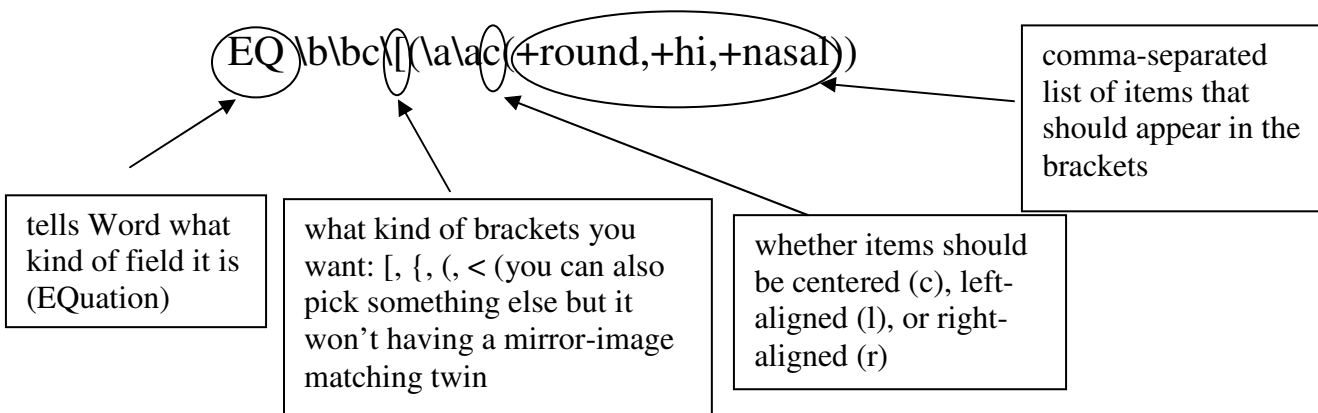 EQ \b\bc\[(\a\ac(+round,+hi,+nasal))
comma-separated
list of items that
should appear in the
brackets
tells Word what
kind of field it is
(EQuation)
what kind of brackets you
want: [, {, (, < (you can also
pick something else but it
won’t having a mirror-image
matching twin
whether items should
be centered (c), left-
aligned (l), or right-
aligned (r)